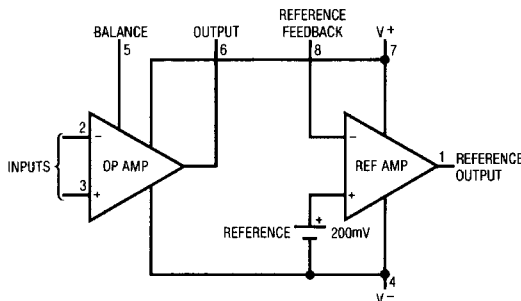 BALANCE
5
OUTPUT
6
REFERENCE
FEEDBACK
8
V+
7
2
−
INPUTS
OP AMP
3
+
−
REF AMP
+
1
REFERENCE
OUTPUT
REFERENCE
+
200mV
4
V−